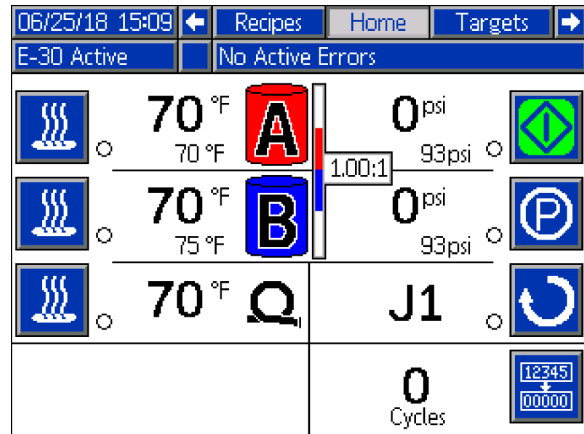 06/25/18 15:09 Recipes Home Targets
E-30 Active No Active Errors
70 °F A 0 psi
70 °F 93psi
1.00:1
70 °F B 0 psi
75 °F 93psi
P
70 °F J1
12345
00000
0
Cycles